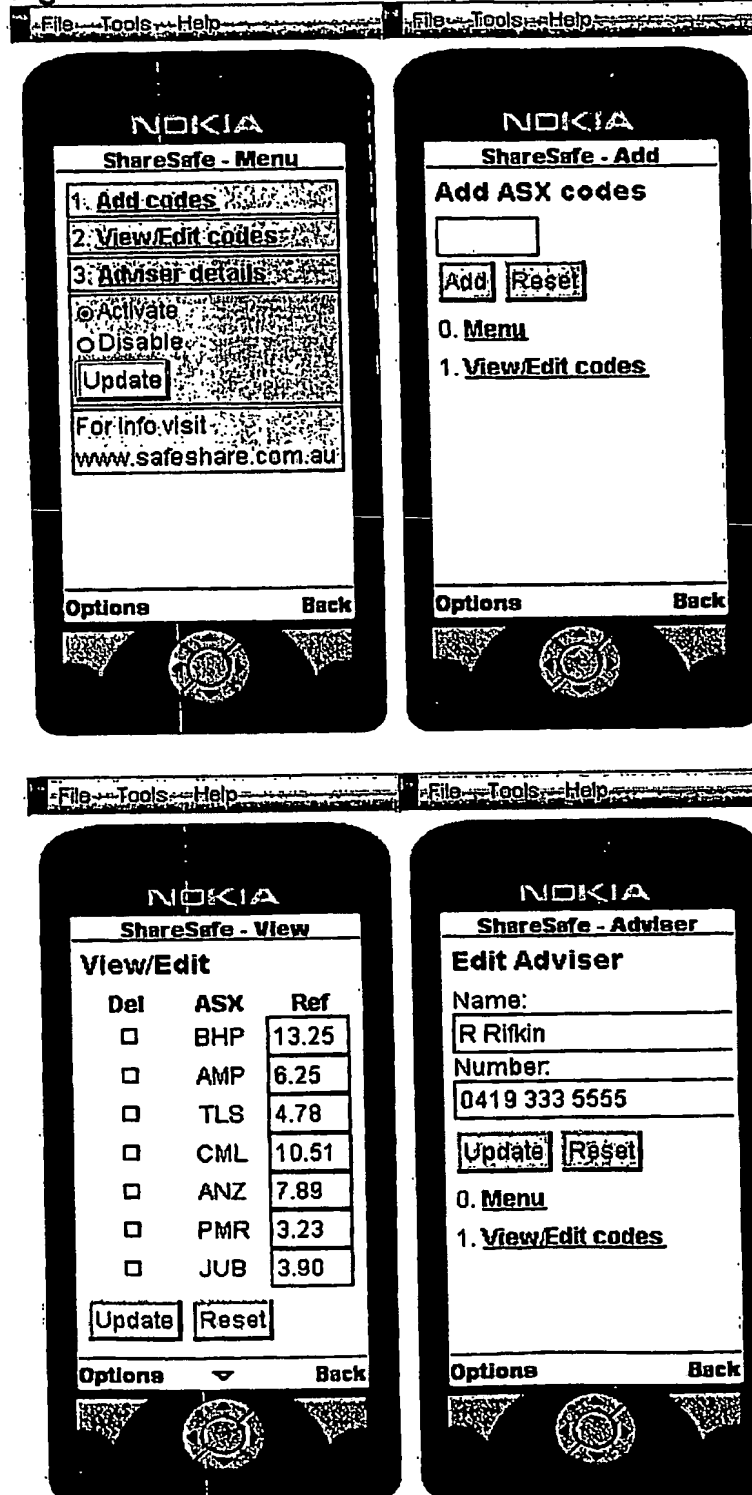 File Tools Help
NOKIA
ShareSafe - Menu
1. Add codes
2. View/Edit codes
3. Adviser details
Activate
Disable
Update
For info visit
www.safeshare.com.au
Options Back
File Tools Help
NOKIA
ShareSafe - Add
Add ASX codes
Add Reset
0. Menu
1. View/Edit codes
Options Back
File Tools Help
NOKIA
ShareSafe - View
View/Edit
Del ASX Ref
BHP 13.25
AMP 6.25
TLS 4.78
CML 10.51
ANZ 7.89
PMR 3.23
JUB 3.90
Update Reset
Options Back
File Tools Help
NOKIA
ShareSafe - Adviser
Edit Adviser
Name:
R Rifkin
Number:
0419 333 5555
Update Reset
0. Menu
1. View/Edit codes
Options Back